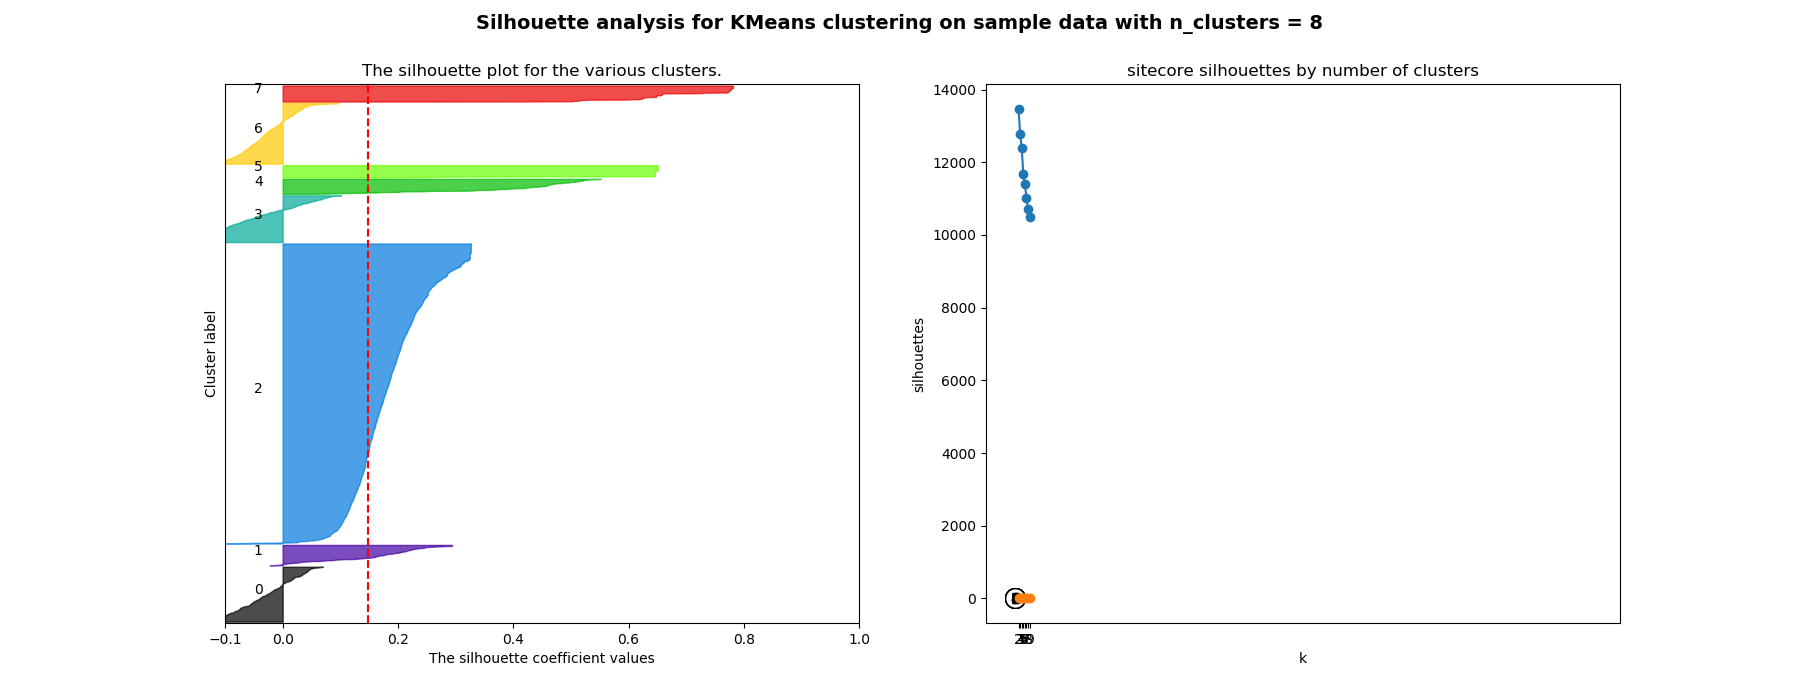 Silhouette analysis for KMeans clustering on sample data with n_clusters = 8
The silhouette plot for the various clusters.
7
6
5
4
3
2
1
0
Cluster label
−0.1 0.0 0.2 0.4 0.6 0.8 1.0
The silhouette coefficient values
sitecore silhouettes by number of clusters
14000
12000
10000
8000
6000
4000
2000
0
silhouettes
k